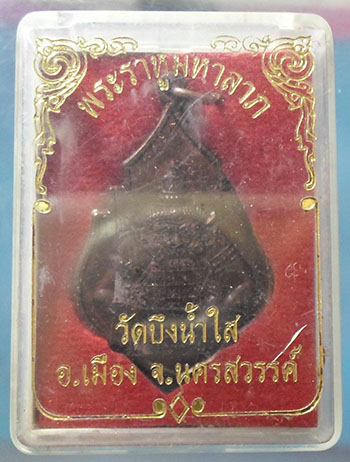 พระราหูมหาลาภ
วัดบึงน้ำใส
อ.เมือง จ.นครสวรรค์